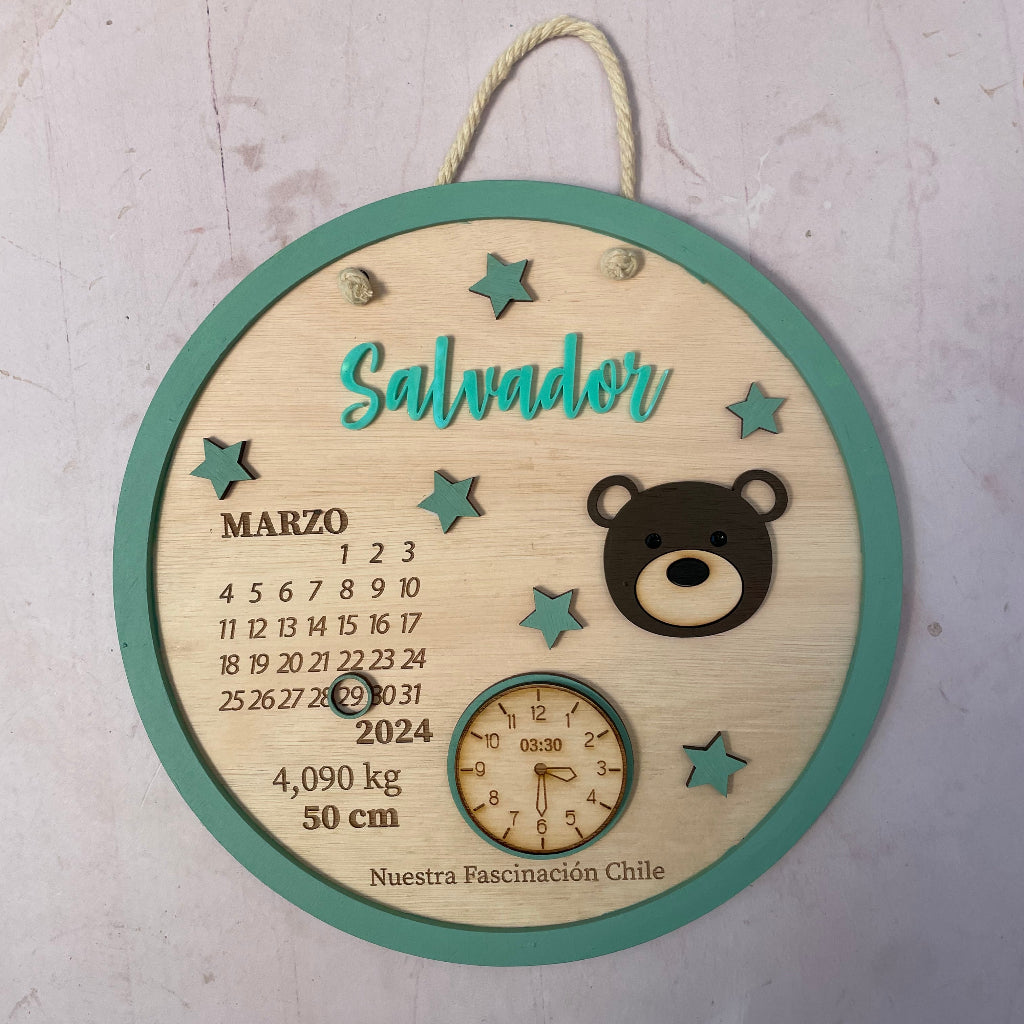 Salvador
MARZO
1 2 3
4 5 6 7 8 9 10
11 12 13 14 15 16 17
18 19 20 21 22 23 24
25 26 27 28 29 30 31
2024
4,090 kg
50 cm
12
11 1
10 03:30 2
9 3
8 4
7 6 5
Nuestra Fascinación Chile